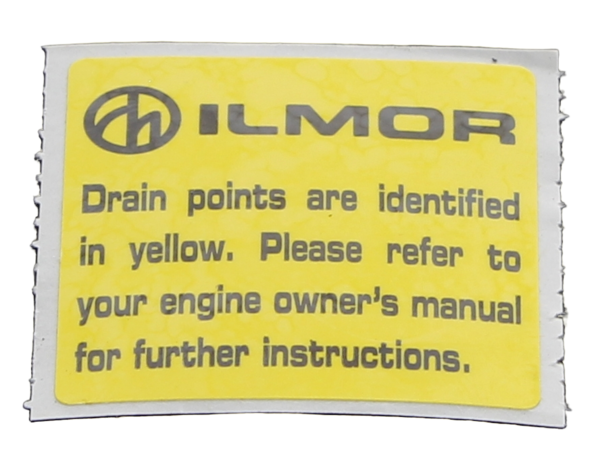 ILMOR
Drain points are identified
in yellow. Please refer to
your engine owner's manual
for further instructions.